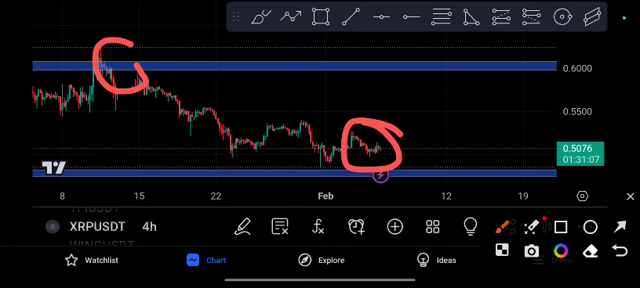 0.6000
0.5500
0.5076
01:31:07
8 15 22 Feb 12 19
XRPUSDT 4h
WINGUSDT
Watchlist Chart Explore Ideas